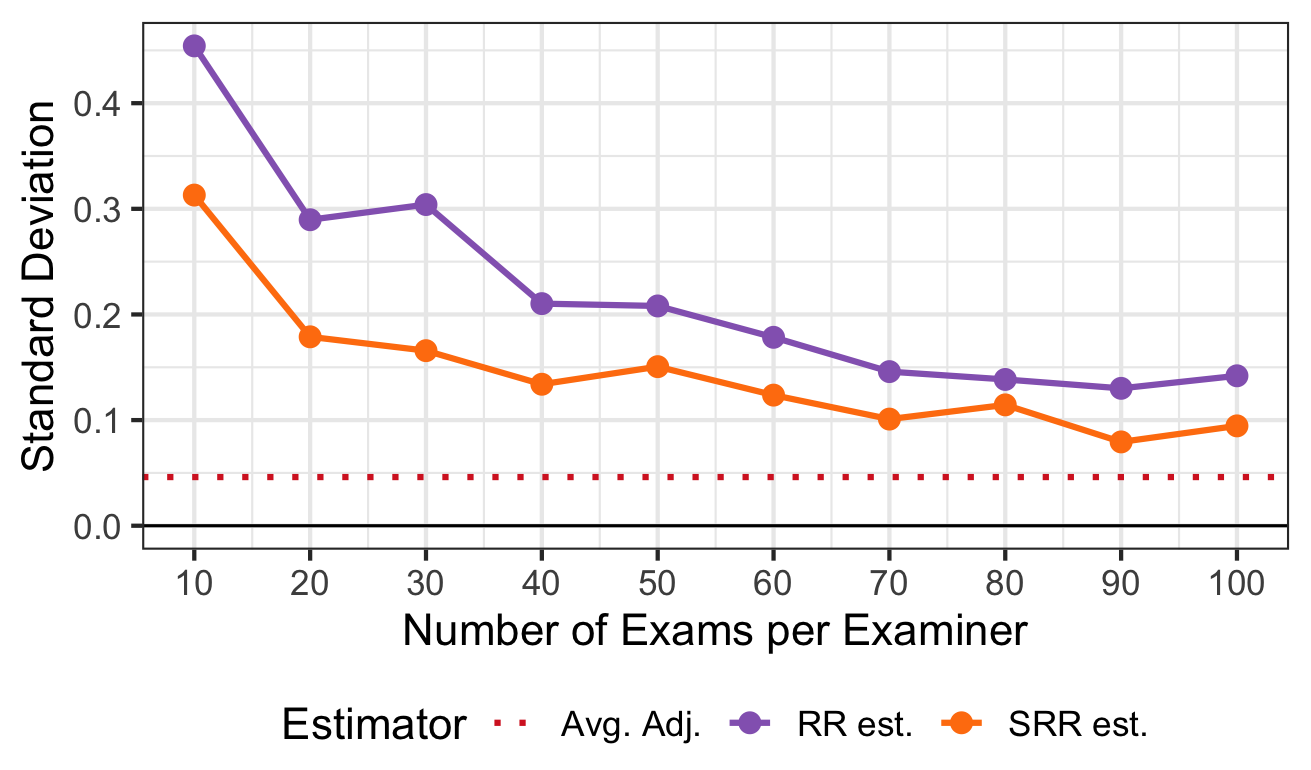 Standard Deviation
0.4
0.3
0.2
0.1
0.0
10 20 30 40 50 60 70 80 90 100
Number of Exams per Examiner
Estimator Avg. Adj. RR est. SRR est.